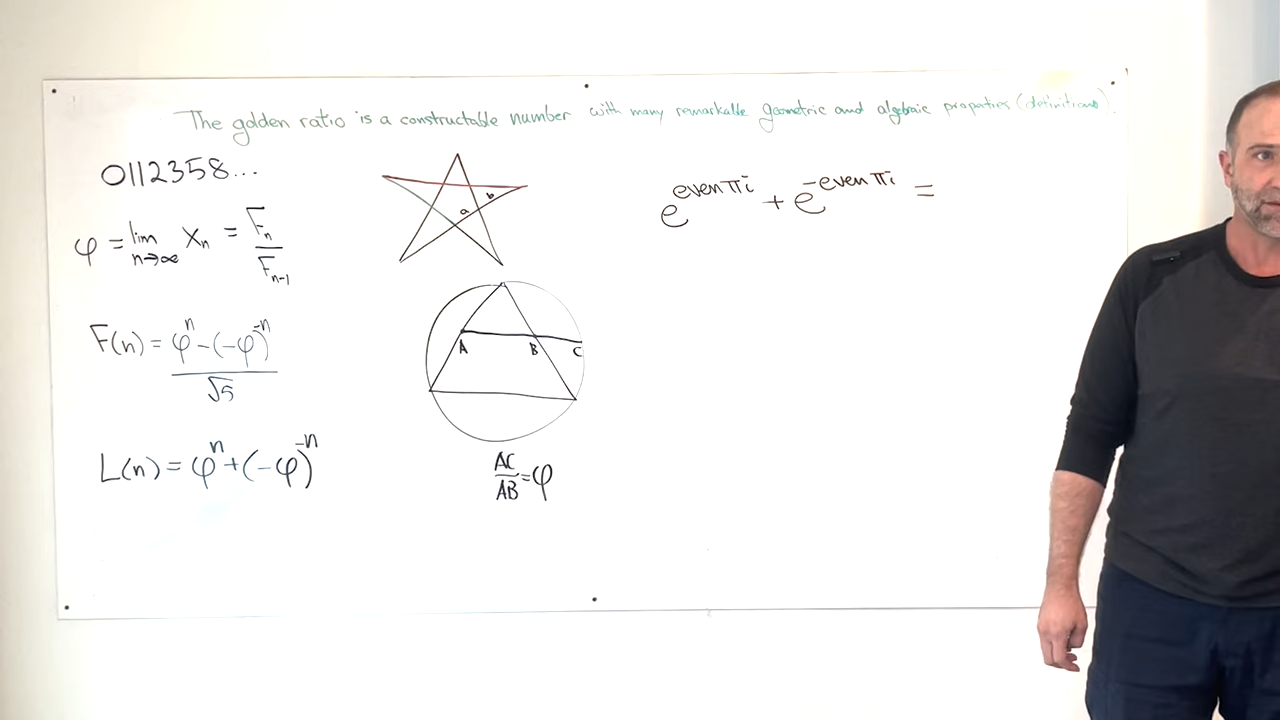 The golden ratio is a constructable number with many remarkable geometric and algebraic properties (definitions).
0112358...
φ = lim n→∞ Xn = Fn / Fn-1
F(n) = φ^n - (-φ)^-n / √5
L(n) = φ^n + (-φ)^-n
a b
A B C
AC / AB = φ
e^even πi + e^-even πi =